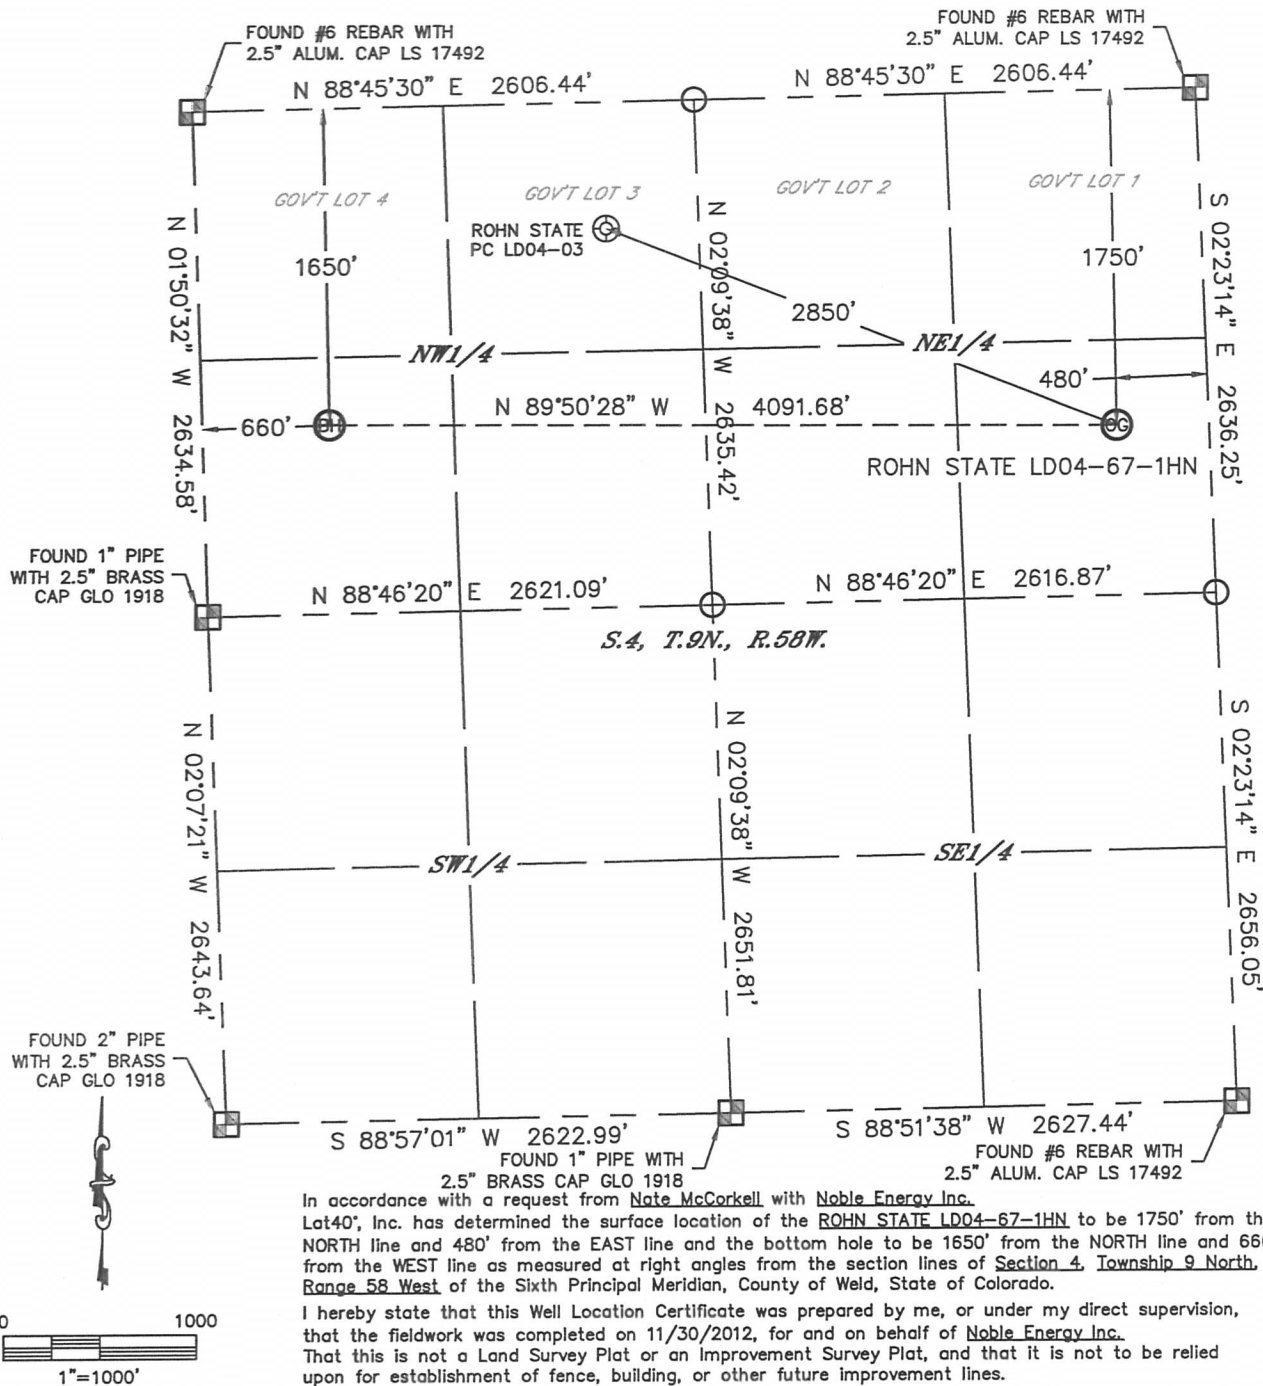 FOUND #6 REBAR WITH
2.5" ALUM. CAP LS 17492
FOUND #6 REBAR WITH
2.5" ALUM. CAP LS 17492
N 88°45'30" E 2606.44'
N 88°45'30" E 2606.44'
GOV'T LOT 4
GOV'T LOT 3
GOV'T LOT 2
GOV'T LOT 1
ROHN STATE
PC LD04-03
N 01°50'32" W 2634.58'
1650'
N 02°09'38" W 2635.42'
2850'
1750'
S 02°23'14" E 2636.25'
NW1/4
NE1/4
480'
660'
BH
N 89°50'28" W 4091.68'
OG
ROHN STATE LD04-67-1HN
FOUND 1" PIPE
WITH 2.5" BRASS
CAP GLO 1918
N 88°46'20" E 2621.09'
N 88°46'20" E 2616.87'
S.4, T.9N., R.58W.
N 02°07'21" W 2643.64'
N 02°09'38" W 2651.81'
S 02°23'14" E 2656.05'
SW1/4
SE1/4
FOUND 2" PIPE
WITH 2.5" BRASS
CAP GLO 1918
S 88°57'01" W 2622.99'
S 88°51'38" W 2627.44'
FOUND 1" PIPE WITH
2.5" BRASS CAP GLO 1918
FOUND #6 REBAR WITH
2.5" ALUM. CAP LS 17492
In accordance with a request from Nate McCorkell with Noble Energy Inc.
Lat40°, Inc. has determined the surface location of the ROHN STATE LD04-67-1HN to be 1750' from th
NORTH line and 480' from the EAST line and the bottom hole to be 1650' from the NORTH line and 660
from the WEST line as measured at right angles from the section lines of Section 4, Township 9 North,
Range 58 West of the Sixth Principal Meridian, County of Weld, State of Colorado.
I hereby state that this Well Location Certificate was prepared by me, or under my direct supervision,
that the fieldwork was completed on 11/30/2012, for and on behalf of Noble Energy Inc.
That this is not a Land Survey Plat or an Improvement Survey Plat, and that it is not to be relied
upon for establishment of fence, building, or other future improvement lines.
0 1000
1"=1000'